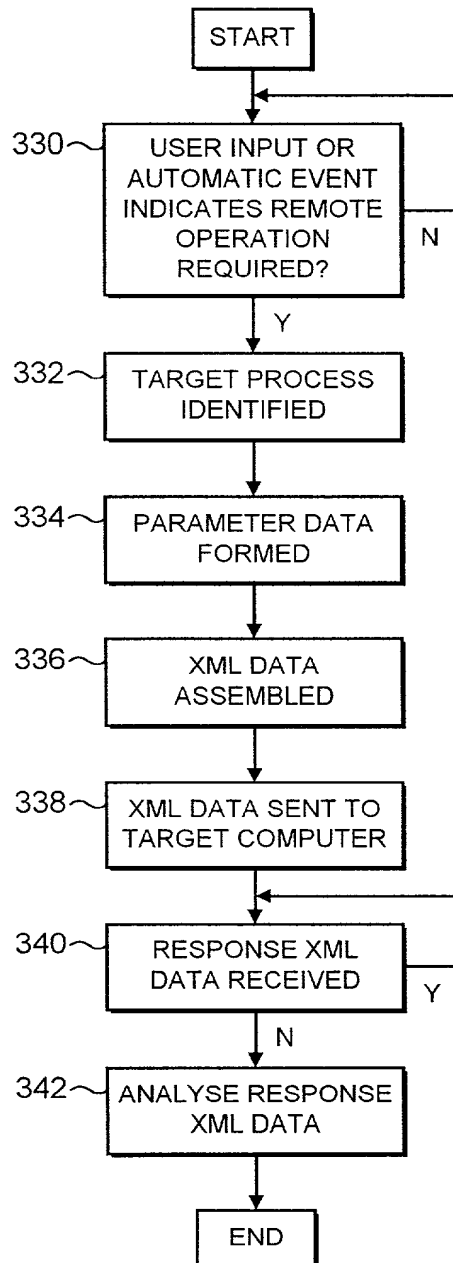 START
330
USER INPUT OR
AUTOMATIC EVENT
INDICATES REMOTE
OPERATION
REQUIRED?
N
Y
332
TARGET PROCESS
IDENTIFIED
334
PARAMETER DATA
FORMED
336
XML DATA
ASSEMBLED
338
XML DATA SENT TO
TARGET COMPUTER
340
RESPONSE XML
DATA RECEIVED
Y
N
342
ANALYSE RESPONSE
XML DATA
END